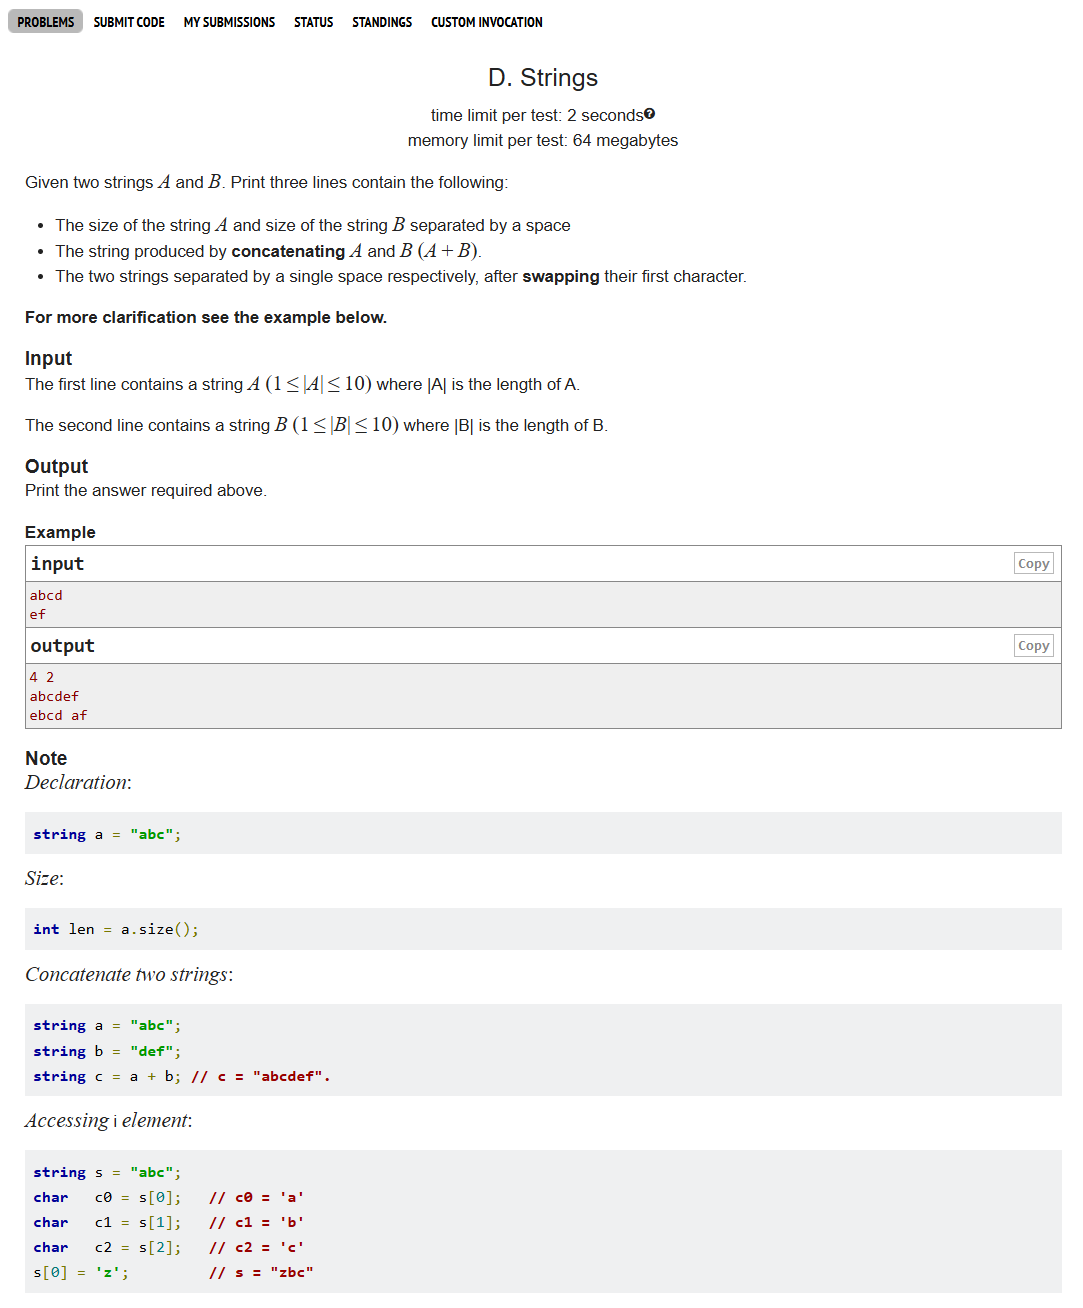 PROBLEMS SUBMIT CODE MY SUBMISSIONS STATUS STANDINGS CUSTOM INVOCATION
D. Strings
time limit per test: 2 seconds?
memory limit per test: 64 megabytes
Given two strings A and B. Print three lines contain the following:
• The size of the string A and size of the string B separated by a space
• The string produced by concatenating A and B (A + B).
• The two strings separated by a single space respectively, after swapping their first character.
For more clarification see the example below.
Input
The first line contains a string A (1 ≤ |A| ≤ 10) where |A| is the length of A.
The second line contains a string B (1 ≤ |B| ≤ 10) where |B| is the length of B.
Output
Print the answer required above.
Example
input Copy
abcd
ef
output Copy
4 2
abcdef
ebcd af
Note
Declaration:
string a = "abc";
Size:
int len = a.size();
Concatenate two strings:
string a = "abc";
string b = "def";
string c = a + b; // c = "abcdef".
Accessing i element:
string s = "abc";
char   c0 = s[0];   // c0 = 'a'
char   c1 = s[1];   // c1 = 'b'
char   c2 = s[2];   // c2 = 'c'
s[0] = 'z';         // s = "zbc"